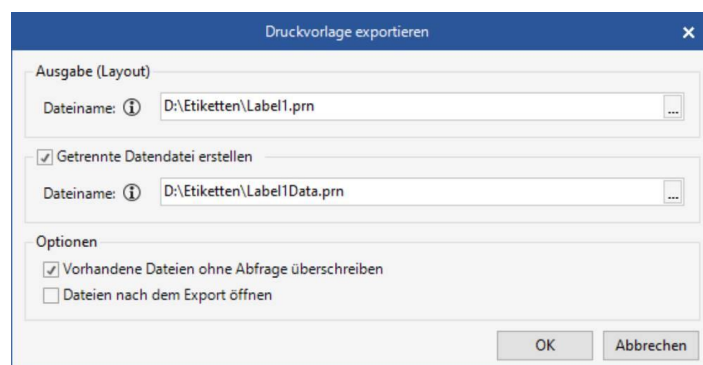 Druckvorlage exportieren
Ausgabe (Layout)
Dateiname: D:\Etiketten\Label1.prn ...
Getrennte Datendatei erstellen
Dateiname: D:\Etiketten\Label1Data.prn ...
Optionen
Vorhandene Dateien ohne Abfrage überschreiben
Dateien nach dem Export öffnen
OK Abbrechen